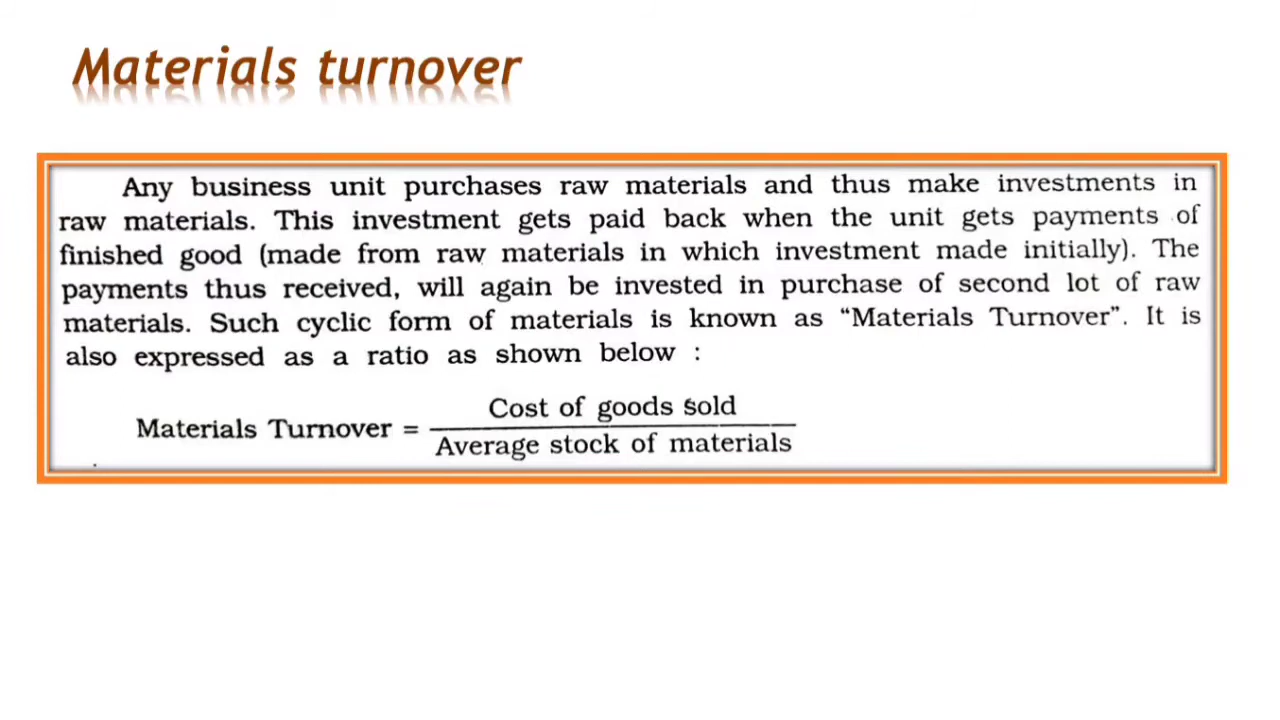 Materials turnover
Any business unit purchases raw materials and thus make investments in
raw materials. This investment gets paid back when the unit gets payments of
finished good (made from raw materials in which investment made initially). The
payments thus received, will again be invested in purchase of second lot of raw
materials. Such cyclic form of materials is known as “Materials Turnover”. It is
also expressed as a ratio as shown below :
Cost of goods sold
Materials Turnover =
Average stock of materials